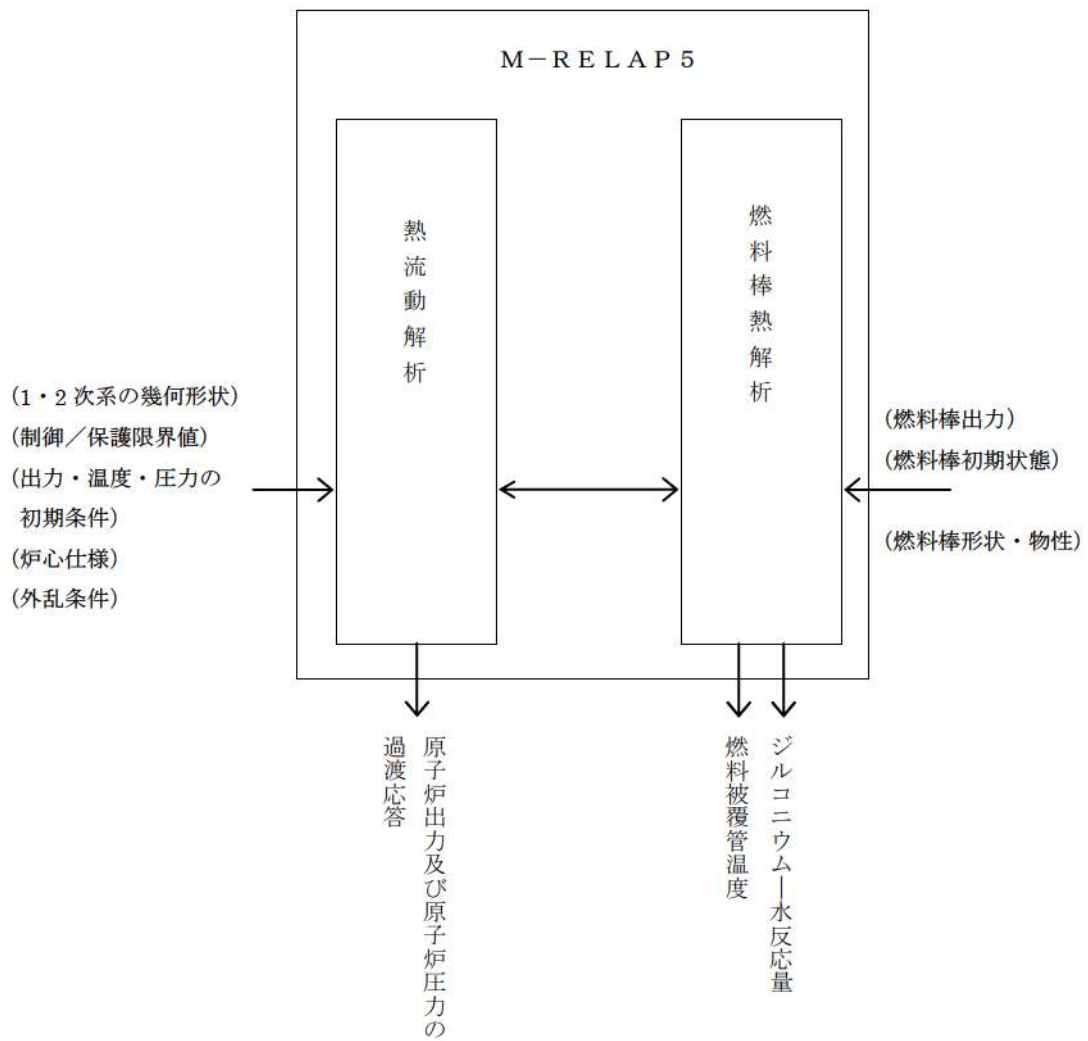 M－RELAP5
熱流動解析
燃料棒熱解析
(1・2 次系の幾何形状)
(制御／保護限界値)
(出力・温度・圧力の
初期条件)
(炉心仕様)
(外乱条件)
(燃料棒出力)
(燃料棒初期状態)
(燃料棒形状・物性)
原子炉出力及び原子炉圧力の
過渡応答
ジルコニウム―水反応量
燃料被覆管温度